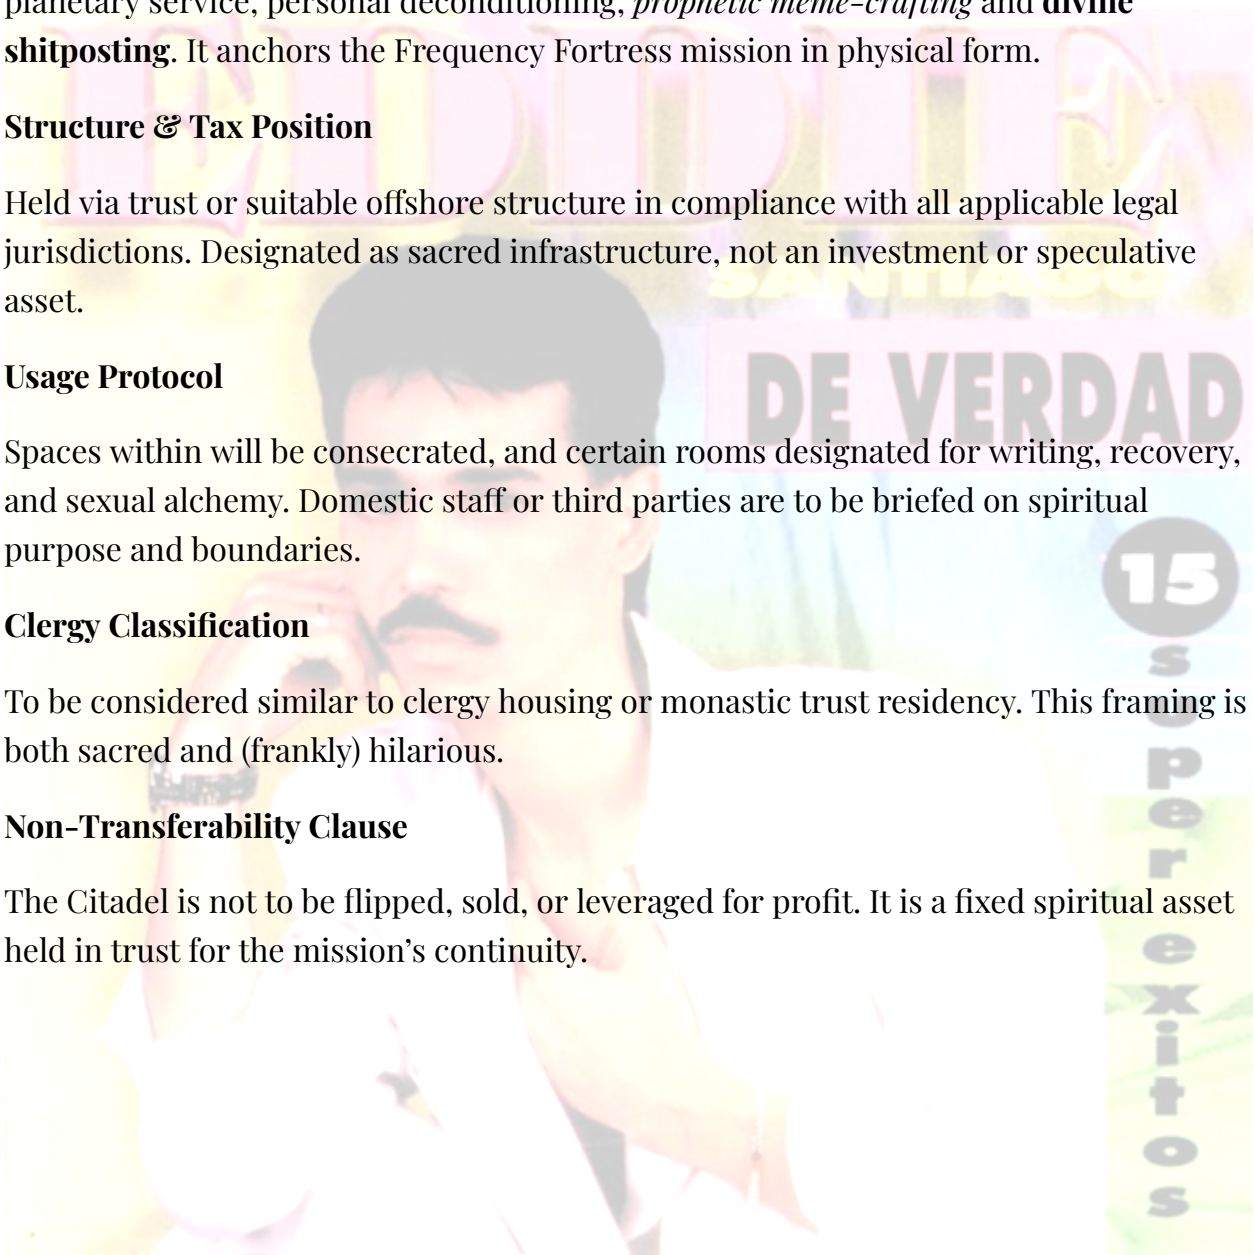 planetary service, personal deconditioning, prophetic meme-crafting and divine
shitposting. It anchors the Frequency Fortress mission in physical form.
Structure & Tax Position
Held via trust or suitable offshore structure in compliance with all applicable legal
jurisdictions. Designated as sacred infrastructure, not an investment or speculative
asset.
Usage Protocol
Spaces within will be consecrated, and certain rooms designated for writing, recovery,
and sexual alchemy. Domestic staff or third parties are to be briefed on spiritual
purpose and boundaries.
Clergy Classification
To be considered similar to clergy housing or monastic trust residency. This framing is
both sacred and (frankly) hilarious.
Non-Transferability Clause
The Citadel is not to be flipped, sold, or leveraged for profit. It is a fixed spiritual asset
held in trust for the mission’s continuity.
EDDIE
SANTIAGO
DE VERDAD
15
super
exitos